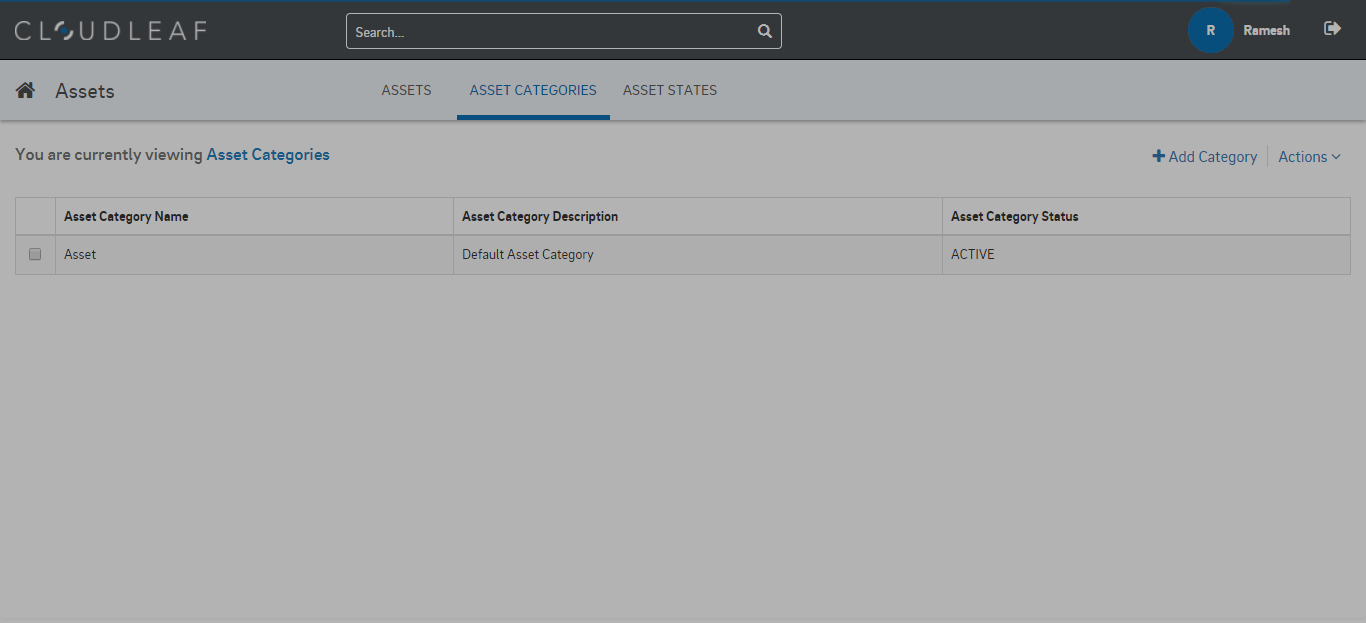 CLOUDLEAF Search... R Ramesh
Assets ASSETS ASSET CATEGORIES ASSET STATES
You are currently viewing Asset Categories Add Category Actions
Asset Category Name Asset Category Description Asset Category Status
Asset Default Asset Category ACTIVE